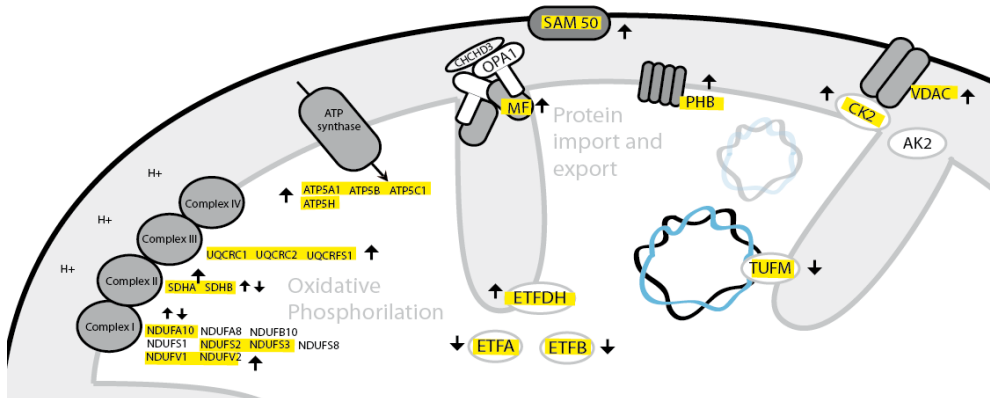 SAM 50
CHCHD3
OPA1
MF
PHB
VDAC
CK2
AK2
Protein
import and
export
ATP
synthase
ATP5A1 ATP5B ATP5C1
ATP5H
H+
Complex IV
H+
Complex III
UQCRC1 UQCRC2 UQCRFS1
H+
Complex II
SDHA SDHB
Oxidative
Phosphorilation
Complex I
NDUFA10 NDUFA8 NDUFB10
NDUFS1 NDUFS2 NDUFS3 NDUFS8
NDUFV1 NDUFV2
ETFDH
ETFA
ETFB
TUFM